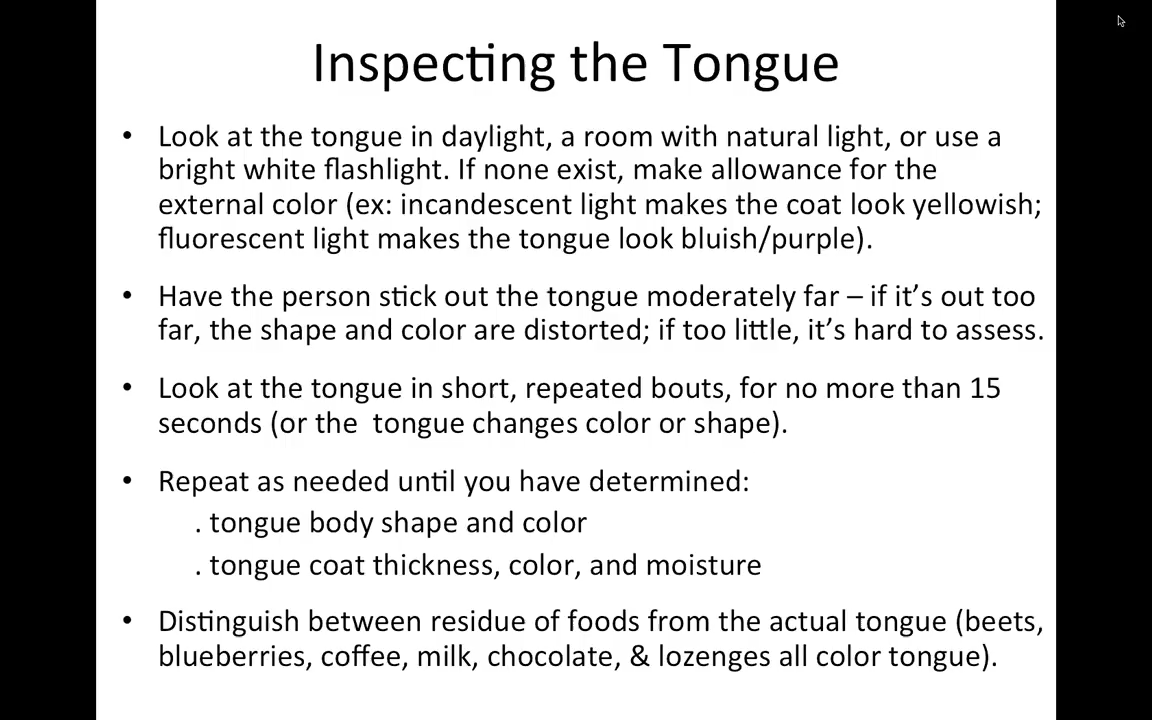 Inspecting the Tongue
• Look at the tongue in daylight, a room with natural light, or use a
bright white flashlight. If none exist, make allowance for the
external color (ex: incandescent light makes the coat look yellowish;
fluorescent light makes the tongue look bluish/purple).
• Have the person stick out the tongue moderately far – if it’s out too
far, the shape and color are distorted; if too little, it’s hard to assess.
• Look at the tongue in short, repeated bouts, for no more than 15
seconds (or the  tongue changes color or shape).
• Repeat as needed until you have determined:
. tongue body shape and color
. tongue coat thickness, color, and moisture
• Distinguish between residue of foods from the actual tongue (beets,
blueberries, coffee, milk, chocolate, & lozenges all color tongue).